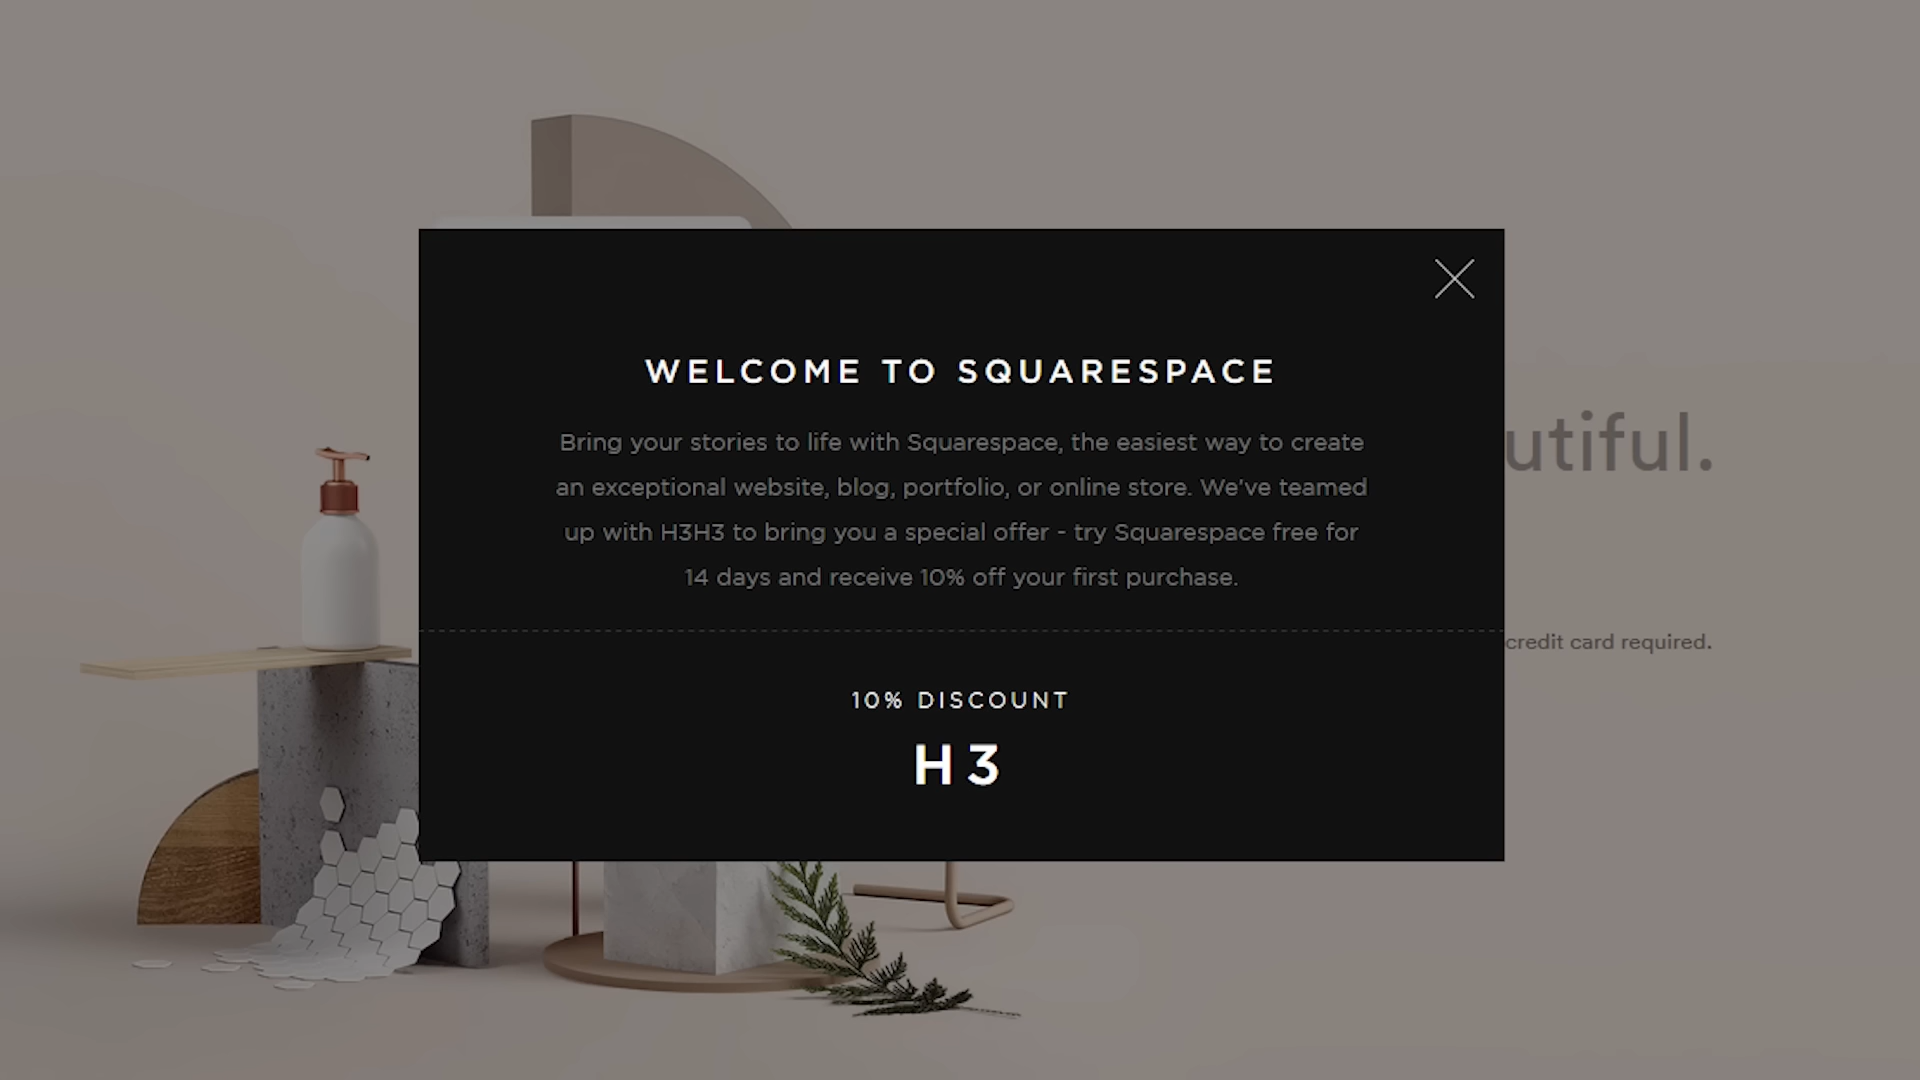 WELCOME TO SQUARESPACE
Bring your stories to life with Squarespace, the easiest way to create
an exceptional website, blog, portfolio, or online store. We've teamed
up with H3H3 to bring you a special offer - try Squarespace free for
14 days and receive 10% off your first purchase.
10% DISCOUNT
H3
utiful.
credit card required.